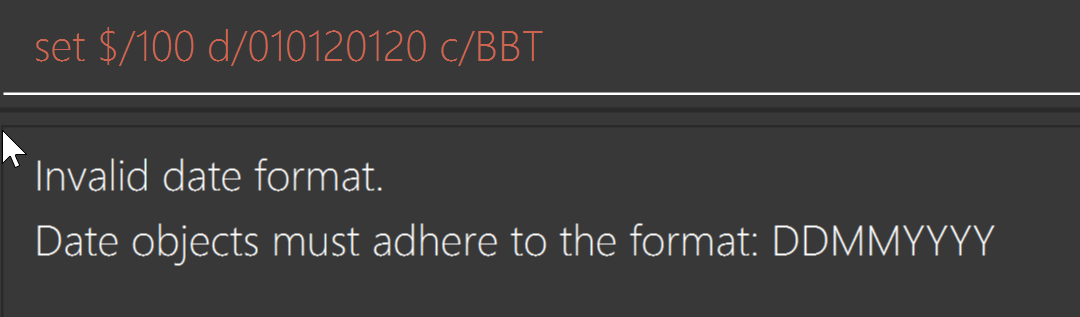 set $/100 d/010120120 c/BBT
Invalid date format.
Date objects must adhere to the format: DDMMYYYY